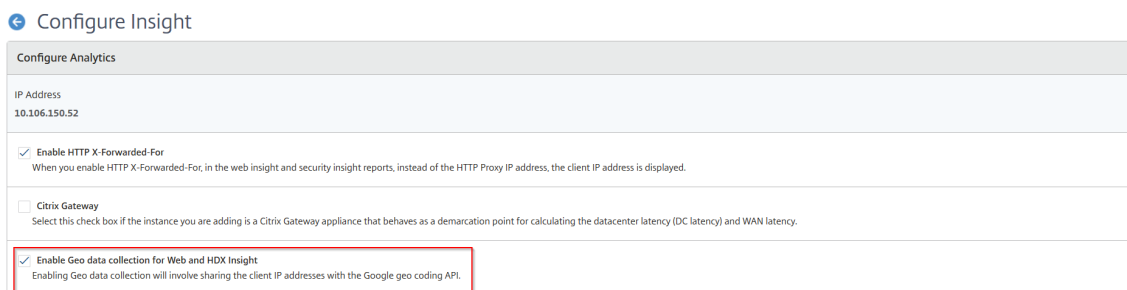 Configure Insight
Configure Analytics
IP Address
10.106.150.52
Enable HTTP X-Forwarded-For
When you enable HTTP X-Forwarded-For, in the web insight and security insight reports, instead of the HTTP Proxy IP address, the client IP address is displayed.
Citrix Gateway
Select this check box if the instance you are adding is a Citrix Gateway appliance that behaves as a demarcation point for calculating the datacenter latency (DC latency) and WAN latency.
Enable Geo data collection for Web and HDX Insight
Enabling Geo data collection will involve sharing the client IP addresses with the Google geo coding API.